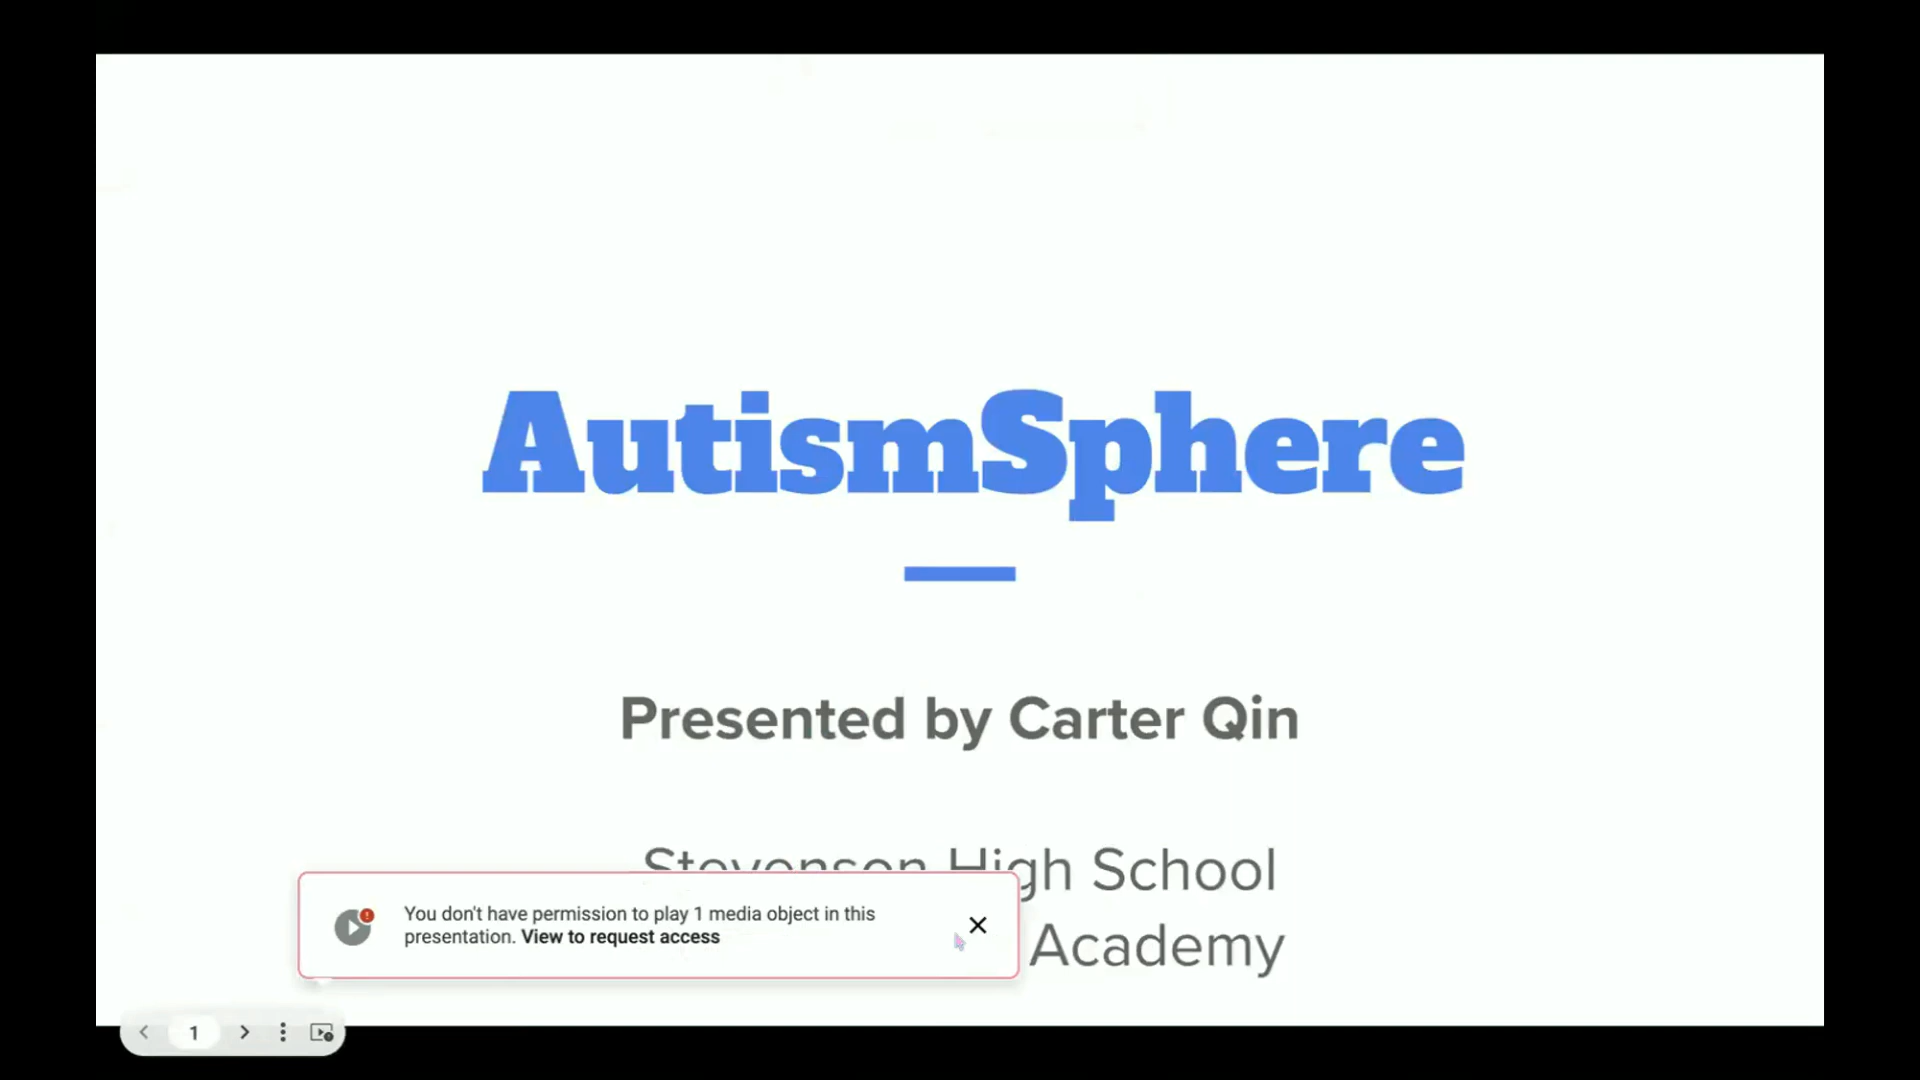 AutismSphere
Presented by Carter Qin
Stevenson High School
Academy
You don't have permission to play 1 media object in this
presentation. View to request access
1